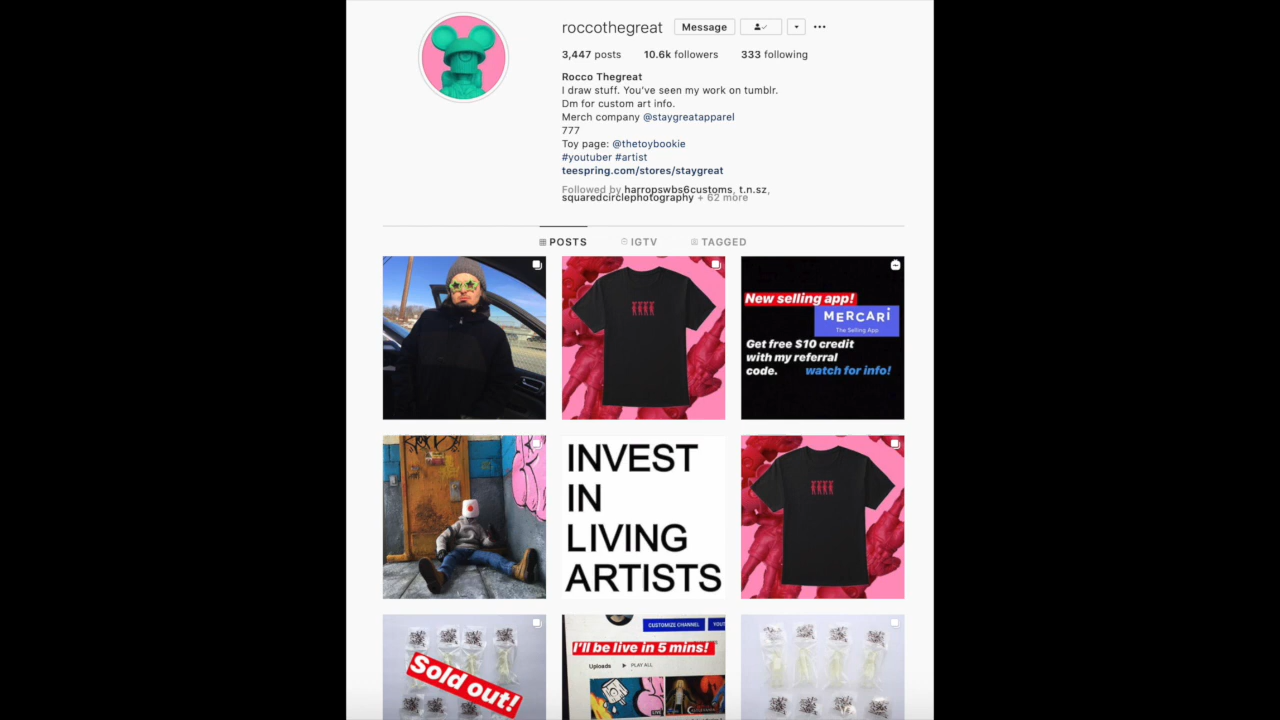 roccothegreat Message
3,447 posts 10.6k followers 333 following
Rocco Thegreat
I draw stuff. You've seen my work on tumblr.
Dm for custom art info.
Merch company @staygreatapparel
777
Toy page: @thetoybookie
#youtuber #artist
teespring.com/stores/staygreat
Followed by harropswbs6customs, t.n.sz,
squaredcirclephotography + 62 more
POSTS IGTV TAGGED
New selling app!
MERCARI
The Selling App
Get free $10 credit
with my referral
code. watch for info!
INVEST
IN
LIVING
ARTISTS
Sold out!
CUSTOMIZE CHANNEL
I'll be live in 5 mins!
Uploads PLAY ALL
LIVE